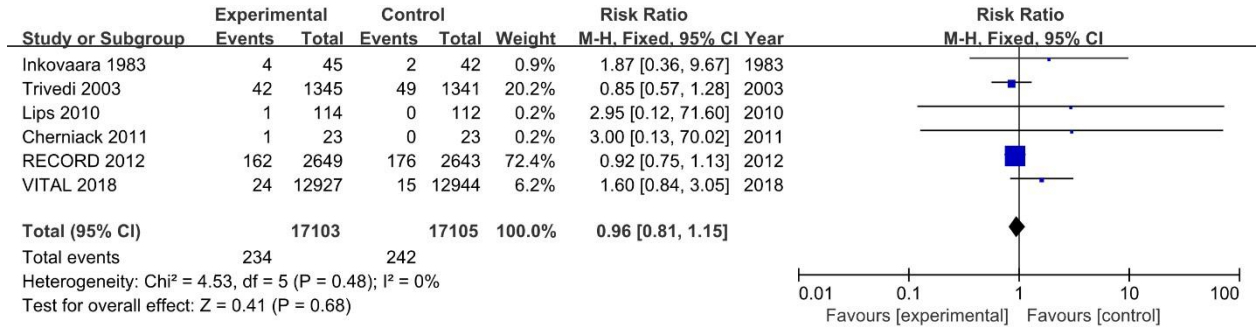 Experimental Control Risk Ratio Risk Ratio
Study or Subgroup Events Total Events Total Weight M-H, Fixed, 95% CI Year M-H, Fixed, 95% CI
Inkovaara 1983 4 45 2 42 0.9% 1.87 [0.36, 9.67] 1983
Trivedi 2003 42 1345 49 1341 20.2% 0.85 [0.57, 1.28] 2003
Lips 2010 1 114 0 112 0.2% 2.95 [0.12, 71.60] 2010
Cherniack 2011 1 23 0 23 0.2% 3.00 [0.13, 70.02] 2011
RECORD 2012 162 2649 176 2643 72.4% 0.92 [0.75, 1.13] 2012
VITAL 2018 24 12927 15 12944 6.2% 1.60 [0.84, 3.05] 2018
Total (95% CI) 17103 17105 100.0% 0.96 [0.81, 1.15]
Total events 234 242
Heterogeneity: Chi² = 4.53, df = 5 (P = 0.48); I² = 0%
Test for overall effect: Z = 0.41 (P = 0.68)
0.01 0.1 1 10 100
Favours [experimental] Favours [control]